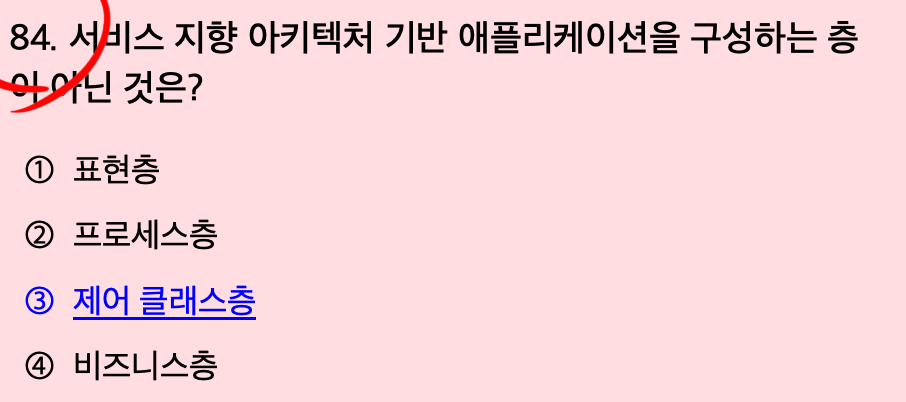 84. 서비스 지향 아키텍처 기반 애플리케이션을 구성하는 층
이 아닌 것은?
① 표현층
② 프로세스층
③ 제어 클래스층
④ 비즈니스층